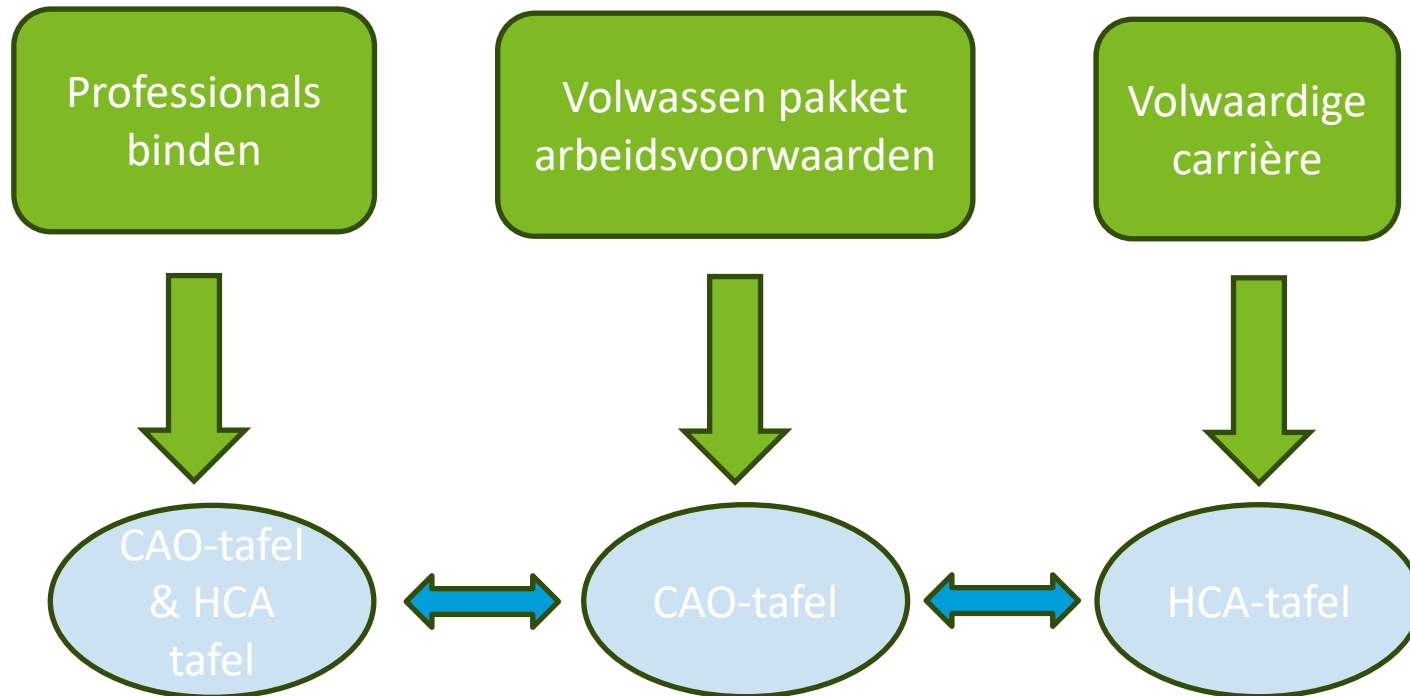 Professionals
binden
Volwassen pakket
arbeidsvoorwaarden
Volwaardige
carrière
CAO-tafel
& HCA
tafel
CAO-tafel
HCA-tafel